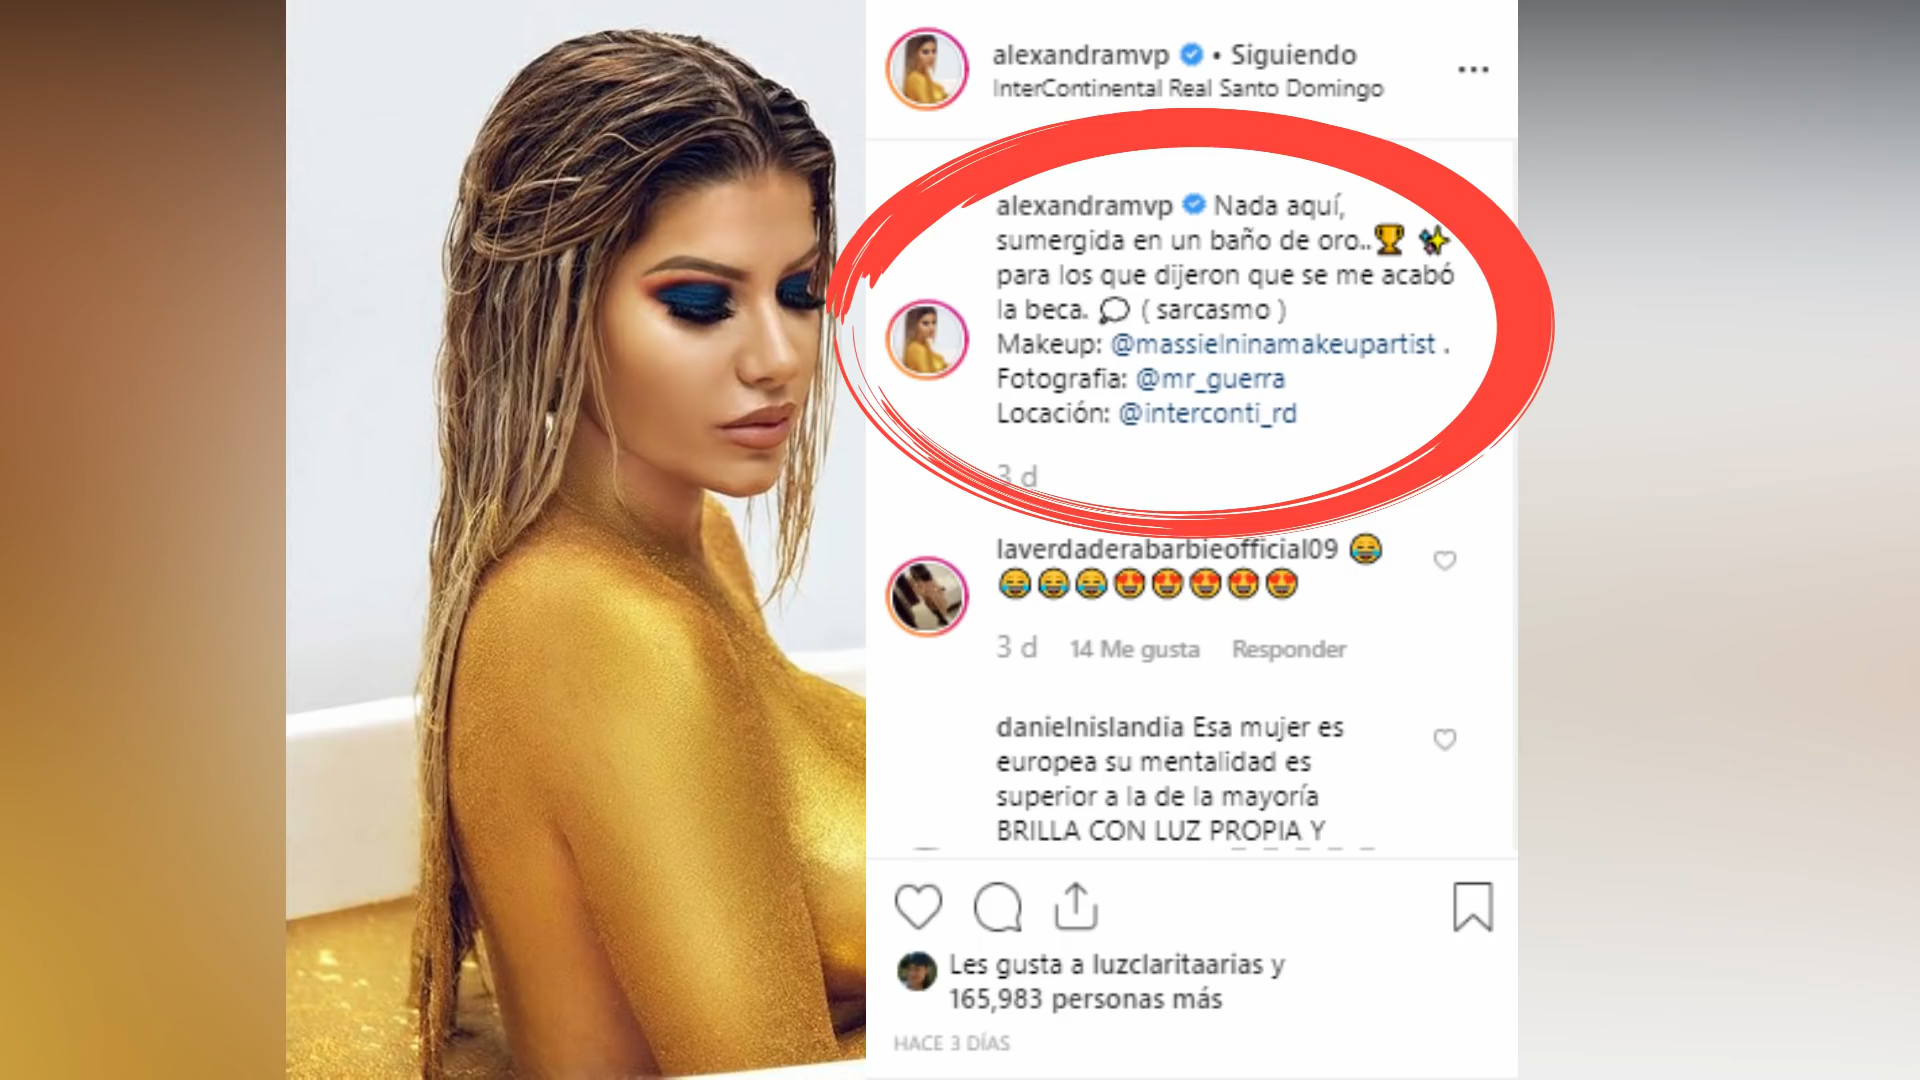 alexandramvp • Siguiendo
InterContinental Real Santo Domingo
alexandramvp Nada aquí,
sumergida en un baño de oro..🏆 ✨
para los que dijeron que se me acabó
la beca. 💭 ( sarcasmo )
Makeup: @massielninamakeupartist .
Fotografia: @mr_guerra
Locación: @interconti_rd
3 d
laverdaderabarbieofficial09 😂
😂😂😂😍😍😍😍😍
3 d 14 Me gusta Responder
danielnislandia Esa mujer es
europea su mentalidad es
superior a la de la mayoría
BRILLA CON LUZ PROPIA Y
Les gusta a luzclaritaarias y
165,983 personas más
HACE 3 DÍAS